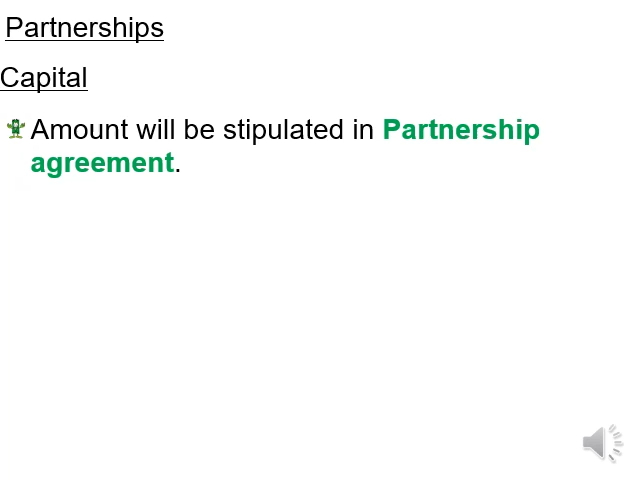 Partnerships
Capital
Amount will be stipulated in Partnership
agreement.